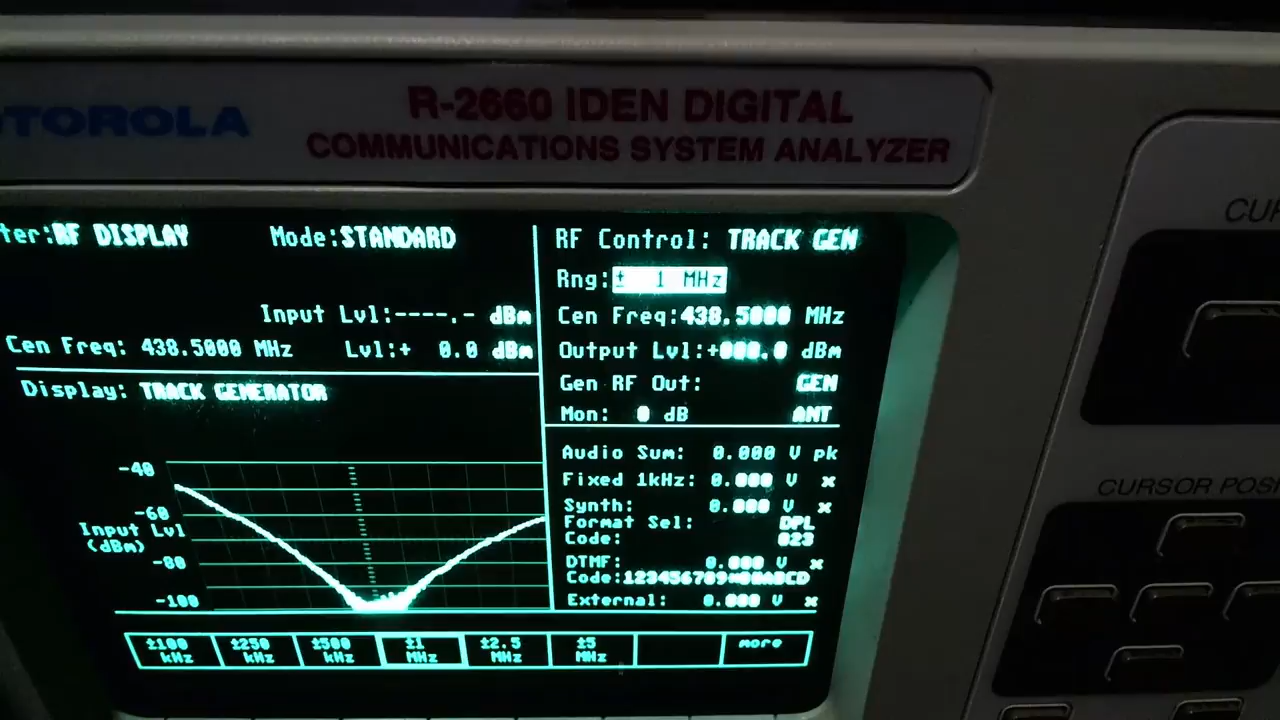 TOROLA
R-2660 IDEN DIGITAL
COMMUNICATIONS SYSTEM ANALYZER
ter:RF DISPLAY Mode:STANDARD
Input Lvl:----.- dBm
Cen Freq: 438.5000 MHz Lvl:+ 0.0 dBm
Display: TRACK GENERATOR
-40
-60
Input Lvl
(dBm)
-80
-100
RF Control: TRACK GEN
Rng:± 1 MHz
Cen Freq:438.5000 MHz
Output Lvl:+000.0 dBm
Gen RF Out: GEN
Mon: 0 dB ANT
Audio Sum: 0.000 V pk
Fixed 1kHz: 0.000 V x
Synth: 0.000 V x
Format Sel: DPL
Code: 023
DTMF: 0.000 V x
Code:123456789*0#ABCD
External: 0.000 V x
±100 kHz ±250 kHz ±500 kHz ±1 MHz ±2.5 MHz ±5 MHz more
CUR
CURSOR POSI